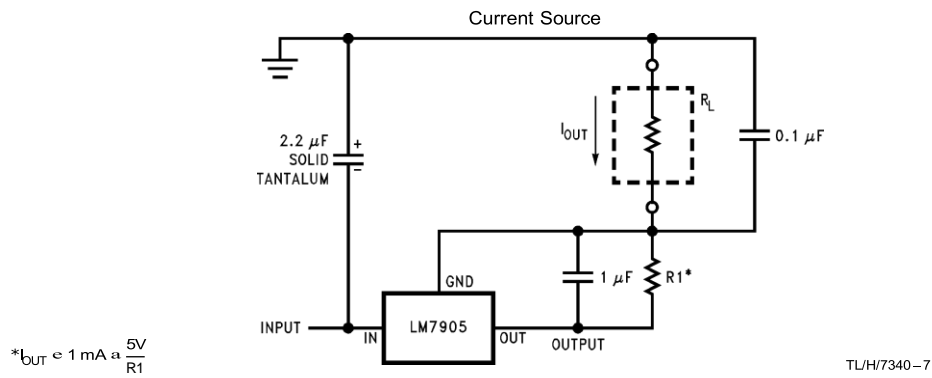 Current Source
2.2 μF
SOLID
TANTALUM
+
−
I_OUT
R_L
0.1 μF
GND
1 μF
R1*
INPUT
IN
LM7905
OUT
OUTPUT
*I_OUT e 1 mA a 5V/R1
TL/H/7340–7